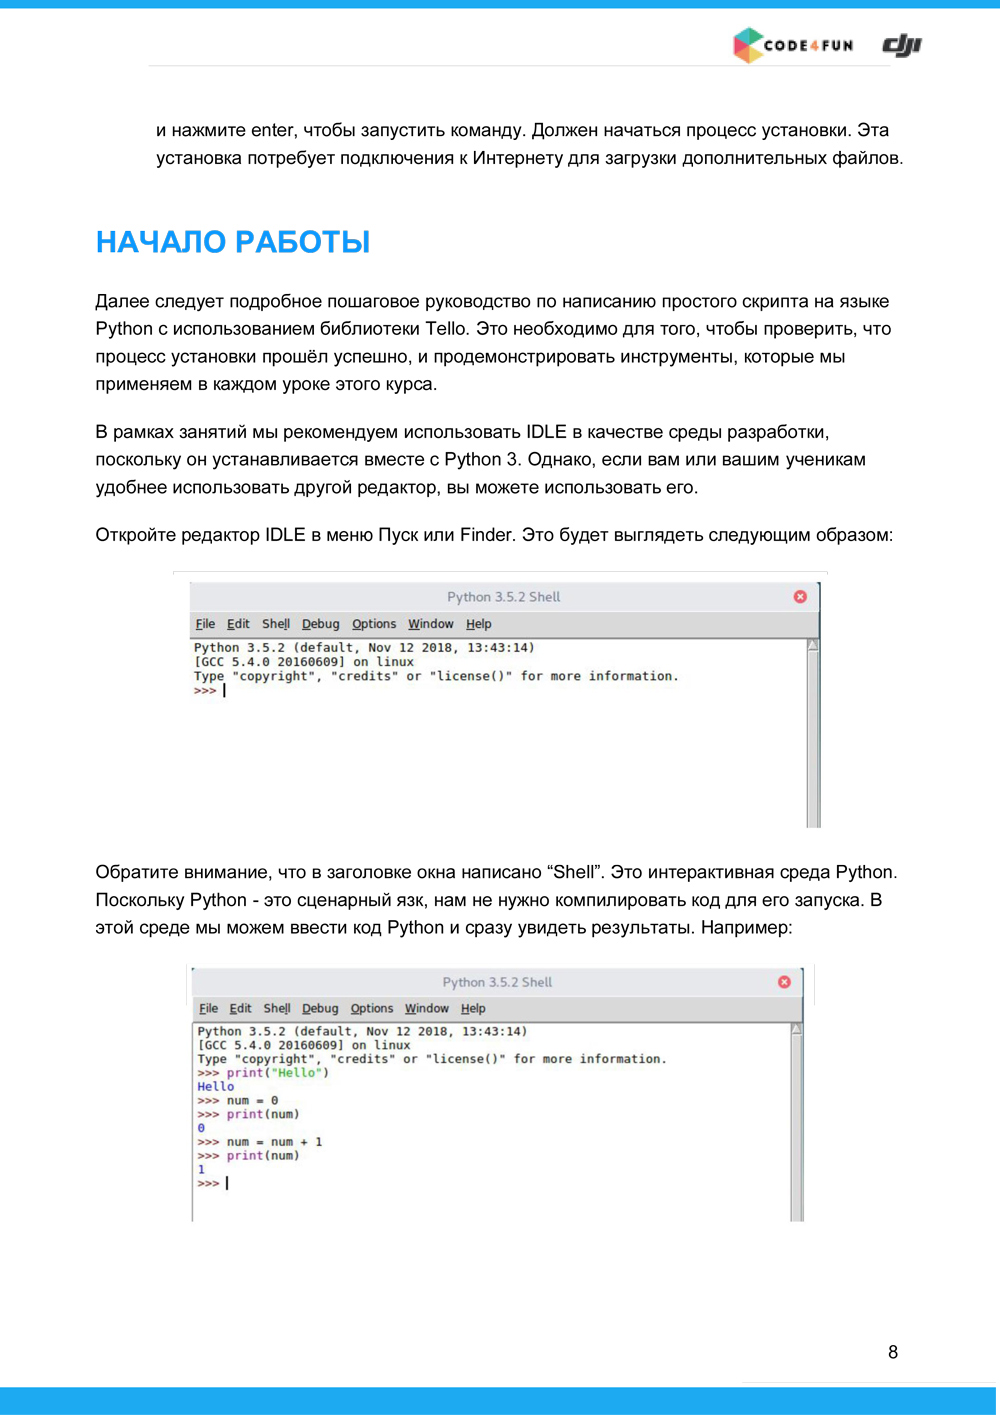 CODE4FUN dji
и нажмите enter, чтобы запустить команду. Должен начаться процесс установки. Эта
установка потребует подключения к Интернету для загрузки дополнительных файлов.
НАЧАЛО РАБОТЫ
Далее следует подробное пошаговое руководство по написанию простого скрипта на языке
Python с использованием библиотеки Tello. Это необходимо для того, чтобы проверить, что
процесс установки прошёл успешно, и продемонстрировать инструменты, которые мы
применяем в каждом уроке этого курса.
В рамках занятий мы рекомендуем использовать IDLE в качестве среды разработки,
поскольку он устанавливается вместе с Python 3. Однако, если вам или вашим ученикам
удобнее использовать другой редактор, вы можете использовать его.
Откройте редактор IDLE в меню Пуск или Finder. Это будет выглядеть следующим образом:
Python 3.5.2 Shell
File Edit Shell Debug Options Window Help
Python 3.5.2 (default, Nov 12 2018, 13:43:14)
[GCC 5.4.0 20160609] on linux
Type "copyright", "credits" or "license()" for more information.
>>>
Обратите внимание, что в заголовке окна написано “Shell”. Это интерактивная среда Python.
Поскольку Python - это сценарный язк, нам не нужно компилировать код для его запуска. В
этой среде мы можем ввести код Python и сразу увидеть результаты. Например:
Python 3.5.2 Shell
File Edit Shell Debug Options Window Help
Python 3.5.2 (default, Nov 12 2018, 13:43:14)
[GCC 5.4.0 20160609] on linux
Type "copyright", "credits" or "license()" for more information.
>>> print("Hello")
Hello
>>> num = 0
>>> print(num)
0
>>> num = num + 1
>>> print(num)
1
>>>
8